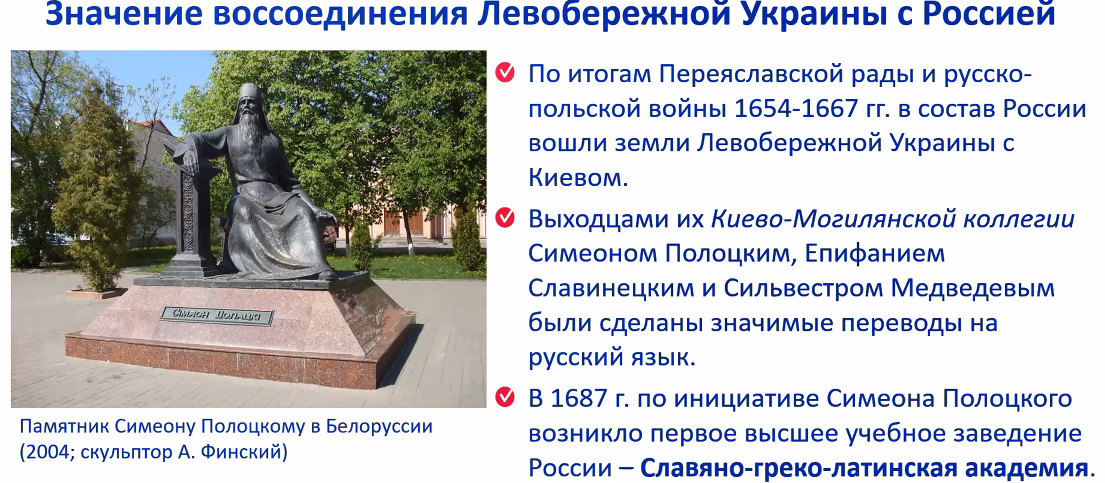 Значение воссоединения Левобережной Украины с Россией
По итогам Переяславской рады и русско-
польской войны 1654-1667 гг. в состав России
вошли земли Левобережной Украины с
Киевом.
Выходцами их Киево-Могилянской коллегии
Симеоном Полоцким, Епифанием
Славинецким и Сильвестром Медведевым
были сделаны значимые переводы на
русский язык.
В 1687 г. по инициативе Симеона Полоцкого
возникло первое высшее учебное заведение
России – Славяно-греко-латинская академия.
Сімяон Полацкі
Памятник Симеону Полоцкому в Белоруссии
(2004; скульптор А. Финский)